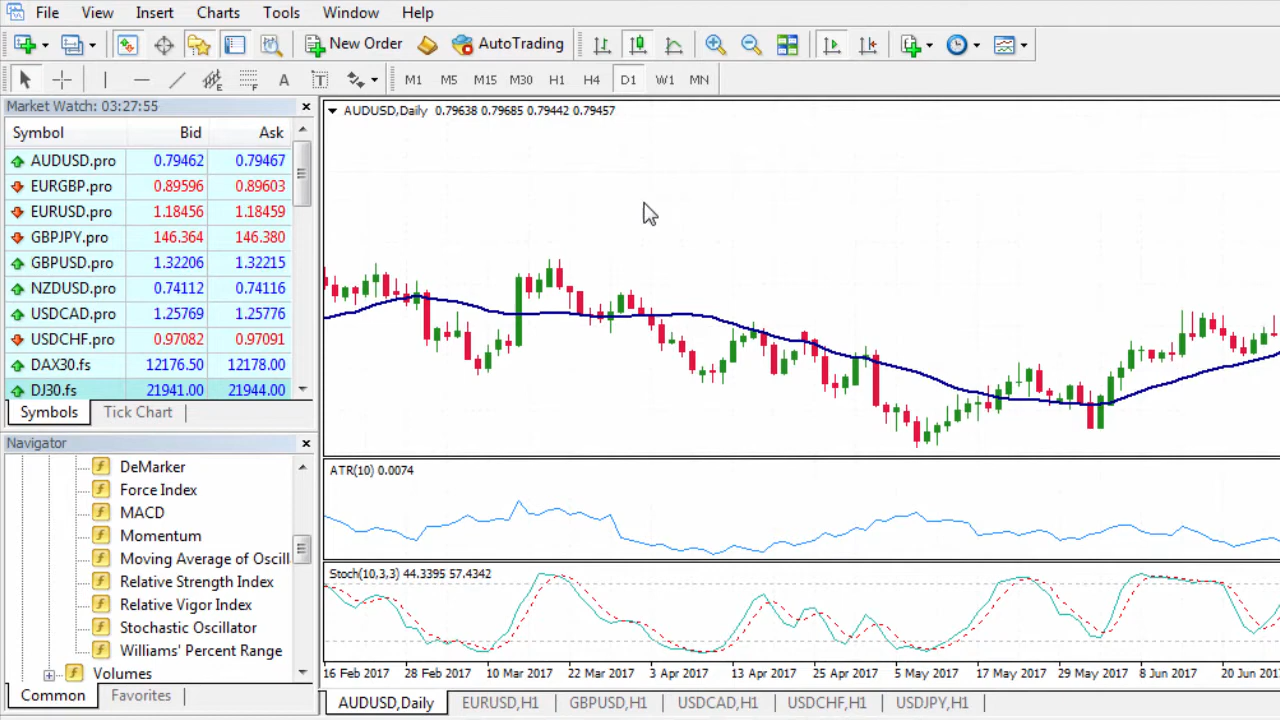 File View Insert Charts Tools Window Help
New Order AutoTrading
E F A T M1 M5 M15 M30 H1 H4 D1 W1 MN
Market Watch: 03:27:55
Symbol Bid Ask
AUDUSD.pro 0.79462 0.79467
EURGBP.pro 0.89596 0.89603
EURUSD.pro 1.18456 1.18459
GBPJPY.pro 146.364 146.380
GBPUSD.pro 1.32206 1.32215
NZDUSD.pro 0.74112 0.74116
USDCAD.pro 1.25769 1.25776
USDCHF.pro 0.97082 0.97091
DAX30.fs 12176.50 12178.00
DJ30.fs 21941.00 21944.00
Symbols Tick Chart
Navigator
DeMarker
Force Index
MACD
Momentum
Moving Average of Oscill
Relative Strength Index
Relative Vigor Index
Stochastic Oscillator
Williams' Percent Range
Volumes
Common Favorites
AUDUSD,Daily 0.79638 0.79685 0.79442 0.79457
ATR(10) 0.0074
Stoch(10,3,3) 44.3395 57.4342
16 Feb 2017 28 Feb 2017 10 Mar 2017 22 Mar 2017 3 Apr 2017 13 Apr 2017 25 Apr 2017 5 May 2017 17 May 2017 29 May 2017 8 Jun 2017 20 Jun 201
AUDUSD,Daily EURUSD,H1 GBPUSD,H1 USDCAD,H1 USDCHF,H1 USDJPY,H1